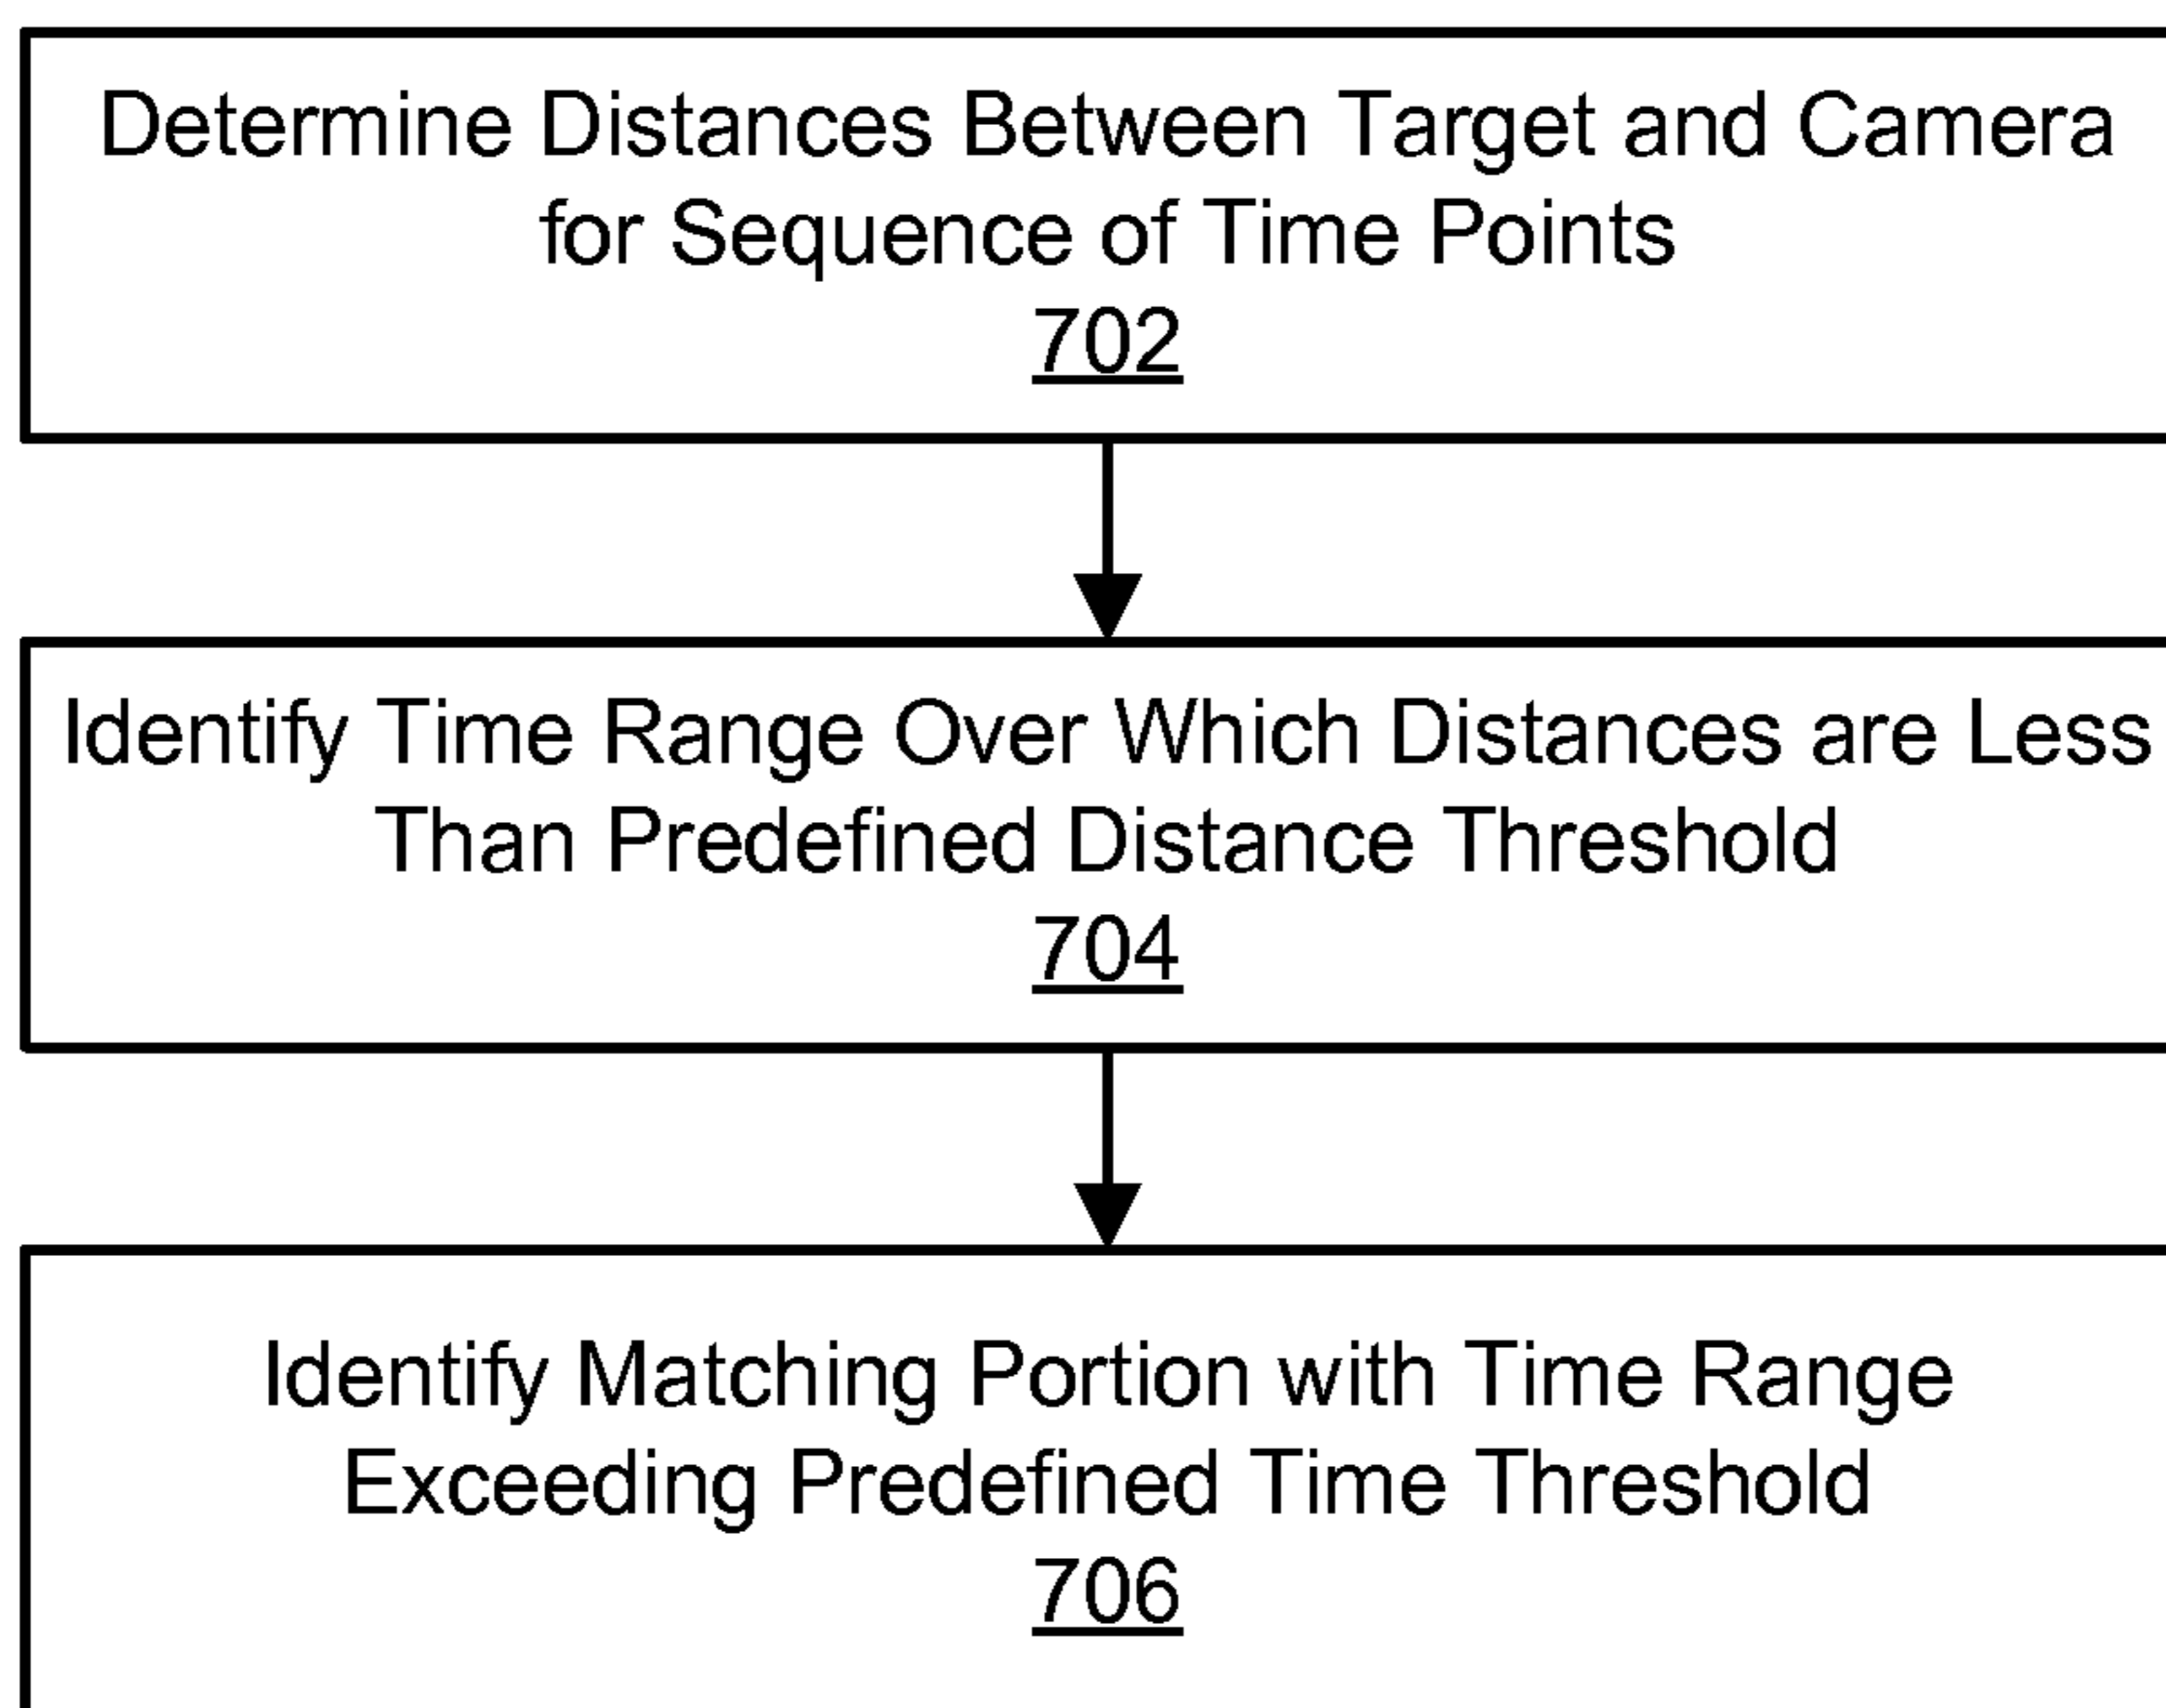 Determine Distances Between Target and Camera
for Sequence of Time Points
702
Identify Time Range Over Which Distances are Less
Than Predefined Distance Threshold
704
Identify Matching Portion with Time Range
Exceeding Predefined Time Threshold
706